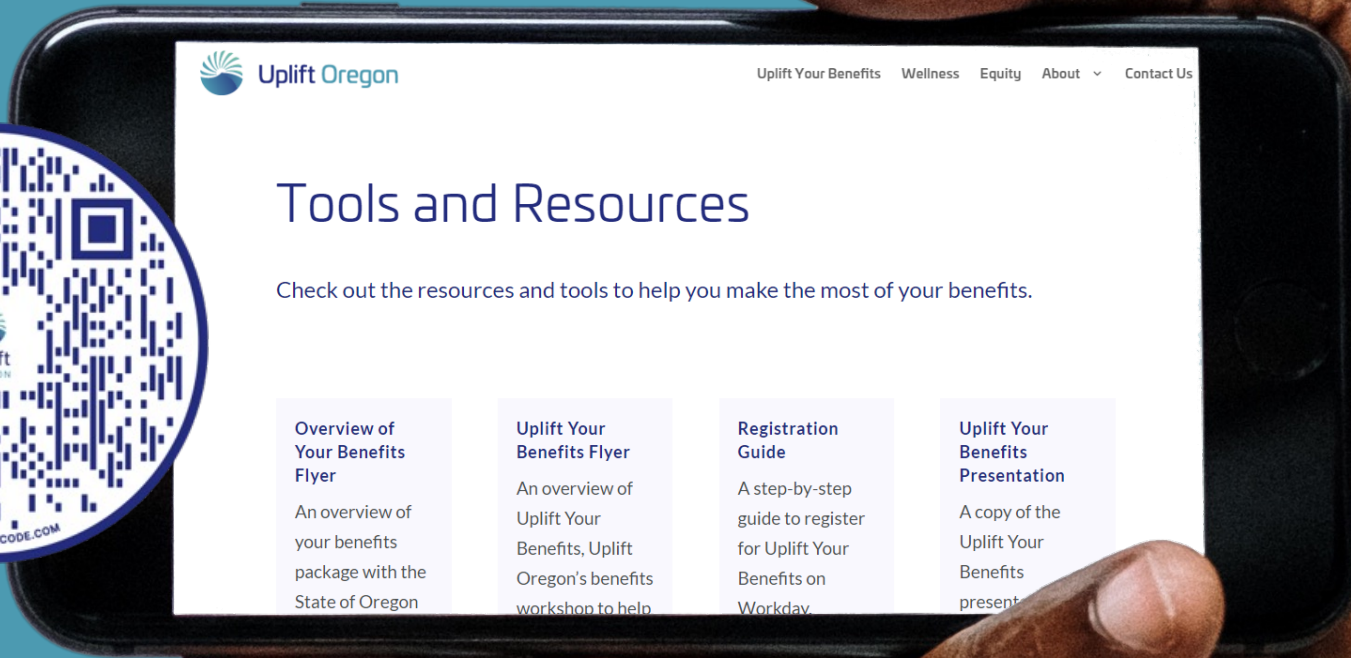 Uplift Oregon
Uplift Your Benefits Wellness Equity About Contact Us
Tools and Resources
Check out the resources and tools to help you make the most of your benefits.
Overview of
Your Benefits
Flyer
An overview of
your benefits
package with the
State of Oregon
Uplift Your
Benefits Flyer
An overview of
Uplift Your
Benefits, Uplift
Oregon's benefits
workshop to help
Registration
Guide
A step-by-step
guide to register
for Uplift Your
Benefits on
Workday.
Uplift Your
Benefits
Presentation
A copy of the
Uplift Your
Benefits
present
ft
ON
CODE.COM